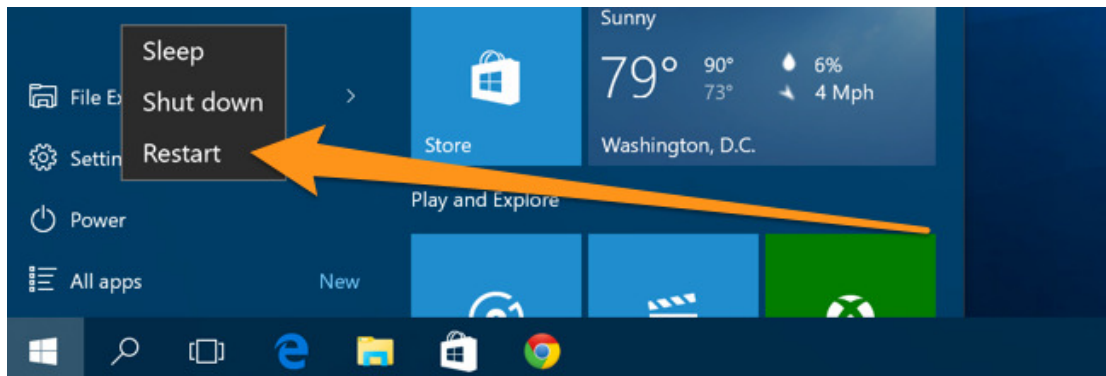 Sleep
Shut down
Restart
File Ex
Settin
Power
All apps
New
Store
Sunny
79°
90°
73°
6%
4 Mph
Washington, D.C.
Play and Explore